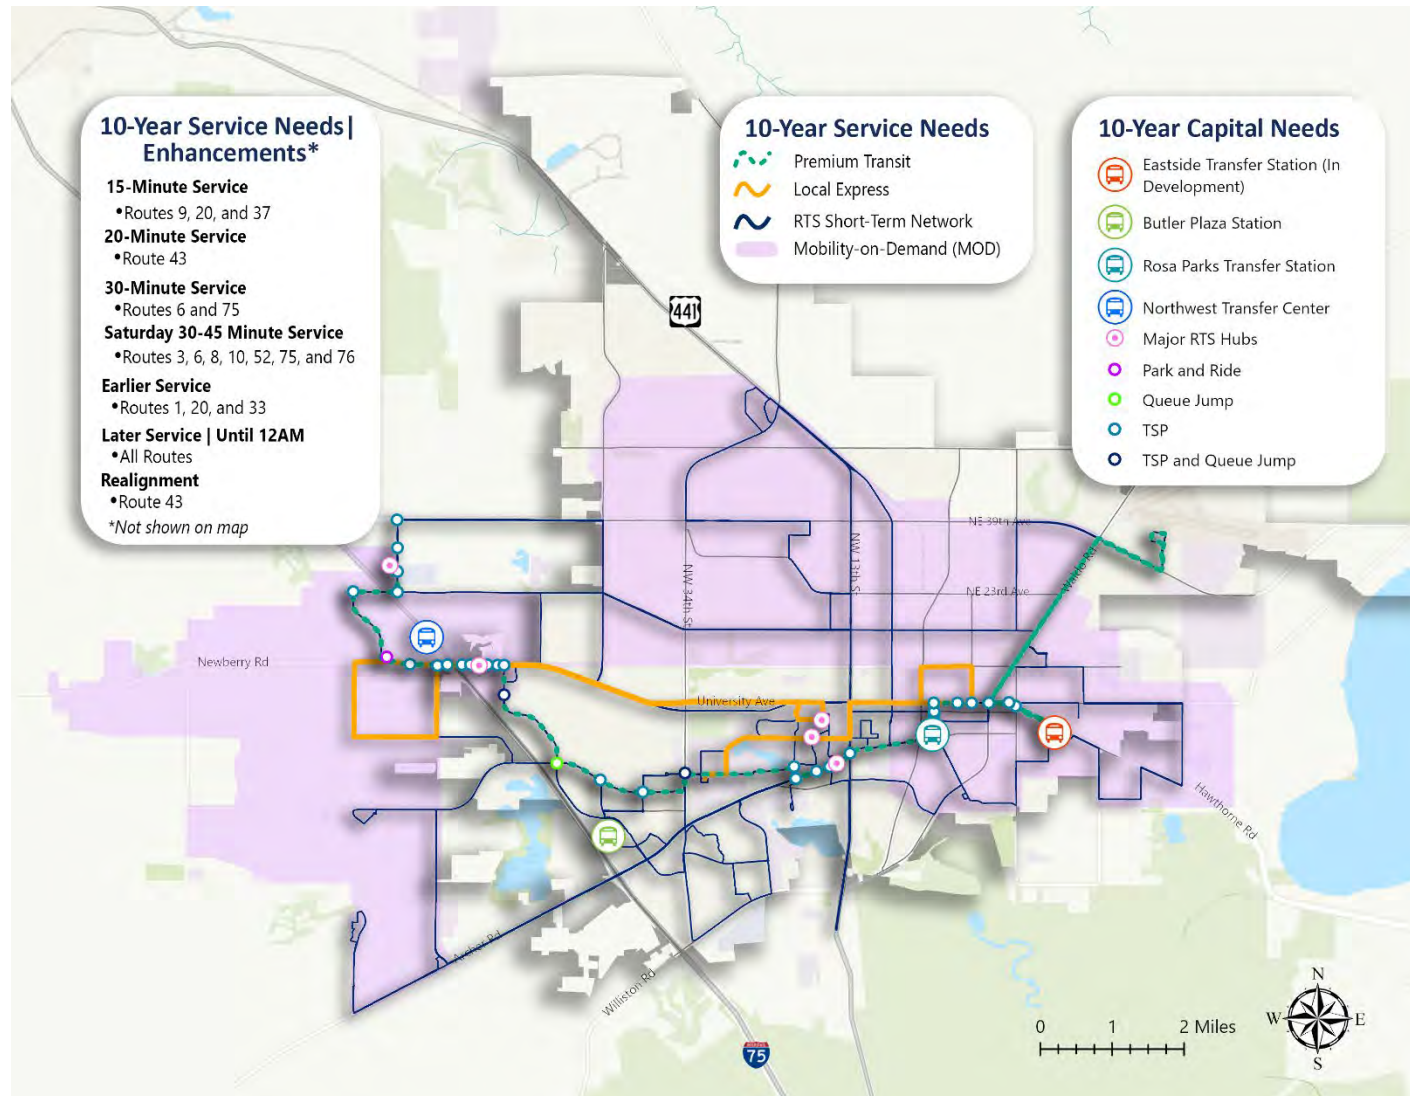 10-Year Service Needs|
Enhancements*
15-Minute Service
•Routes 9, 20, and 37
20-Minute Service
•Route 43
30-Minute Service
•Routes 6 and 75
Saturday 30-45 Minute Service
•Routes 3, 6, 8, 10, 52, 75, and 76
Earlier Service
•Routes 1, 20, and 33
Later Service | Until 12AM
•All Routes
Realignment
•Route 43
*Not shown on map
10-Year Service Needs
Premium Transit
Local Express
RTS Short-Term Network
Mobility-on-Demand (MOD)
10-Year Capital Needs
Eastside Transfer Station (In
Development)
Butler Plaza Station
Rosa Parks Transfer Station
Northwest Transfer Center
Major RTS Hubs
Park and Ride
Queue Jump
TSP
TSP and Queue Jump
441
NE 39th Ave
NW 13th St
Waldo Rd
NW 34th St
NE 23rd Ave
Newberry Rd
University Ave
Hawthorne Rd
Archer Rd
Williston Rd
75
0 1 2 Miles
N
W E
S